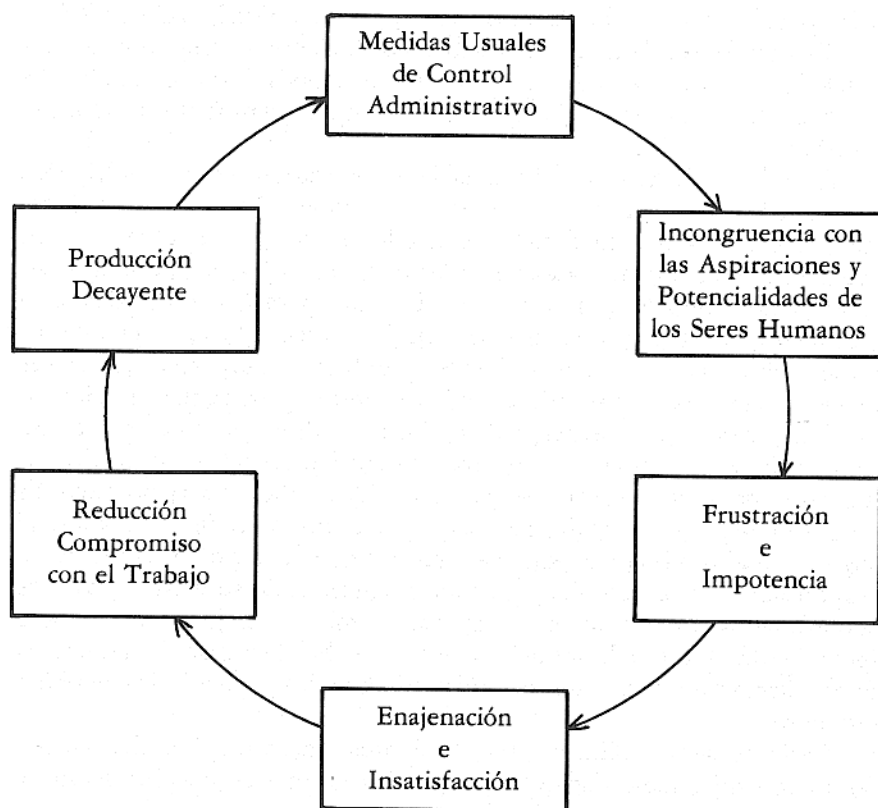 Medidas Usuales
de Control
Administrativo
Incongruencia con
las Aspiraciones y
Potencialidades de
los Seres Humanos
Frustración
e
Impotencia
Enajenación
e
Insatisfacción
Reducción
Compromiso
con el Trabajo
Producción
Decayente